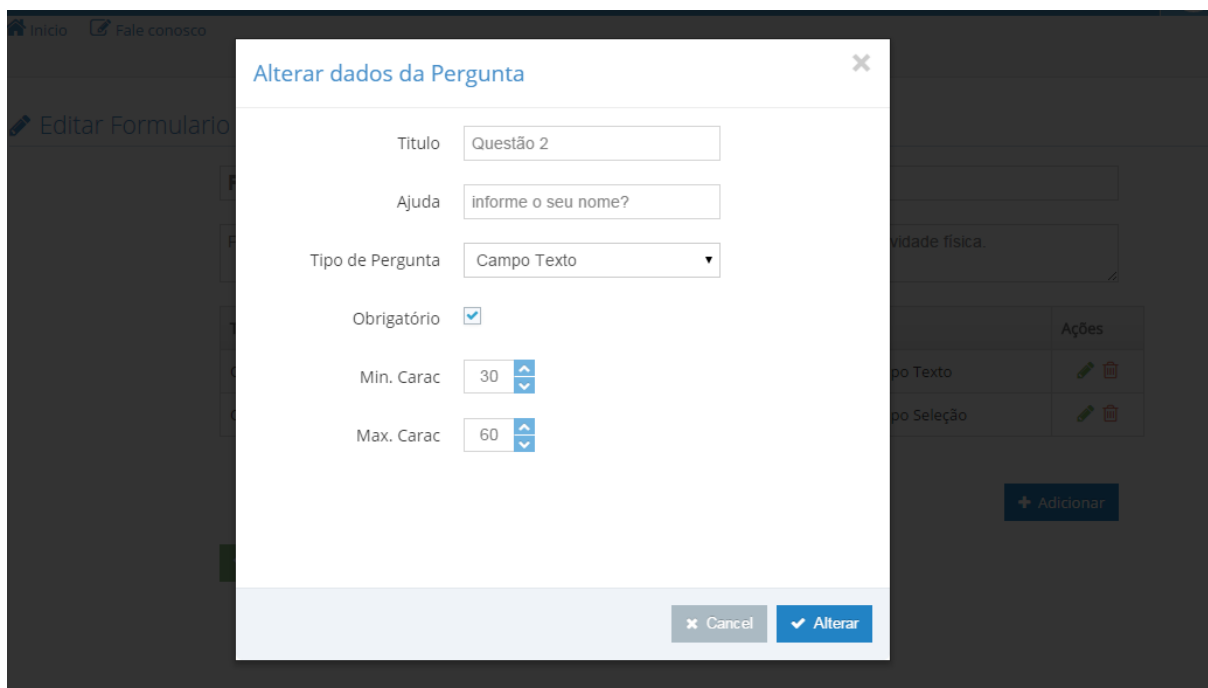 Inicio Fale conosco
Alterar dados da Pergunta
Editar Formulario
Titulo Questão 2
Ajuda informe o seu nome?
vidade física.
Tipo de Pergunta Campo Texto
Obrigatório
Ações
Min. Carac 30
po Texto
po Seleção
Max. Carac 60
Adicionar
Cancel Alterar